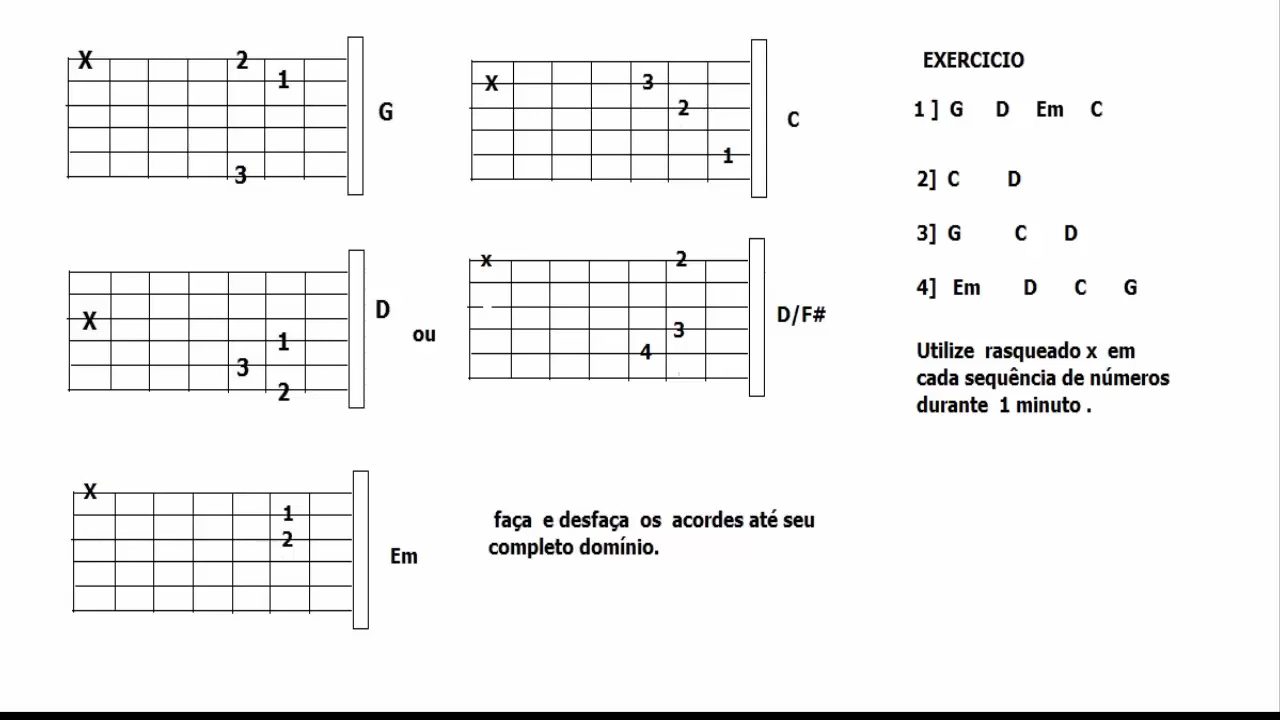 X 2
1
G
3
X 3
2
C
1
X
1
D
3
2
ou
x 2
D/F#
3
4
X
1
2
Em
faça e desfaça os acordes até seu
completo domínio.
EXERCICIO
1 ] G D Em C
2] C D
3] G C D
4] Em D C G
Utilize rasqueado x em
cada sequência de números
durante 1 minuto .